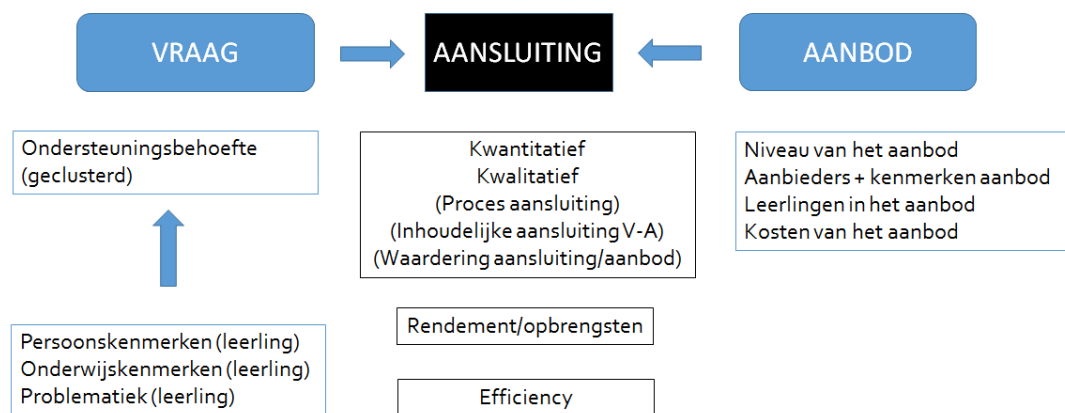 VRAAG
AANSLUITING
AANBOD
Ondersteuningsbehoefte
(geclusterd)
Persoonskenmerken (leerling)
Onderwijskenmerken (leerling)
Problematiek (leerling)
Kwantitatief
Kwalitatief
(Proces aansluiting)
(Inhoudelijke aansluiting V-A)
(Waardering aansluiting/aanbod)
Rendement/opbrengsten
Efficiency
Niveau van het aanbod
Aanbieders + kenmerken aanbod
Leerlingen in het aanbod
Kosten van het aanbod